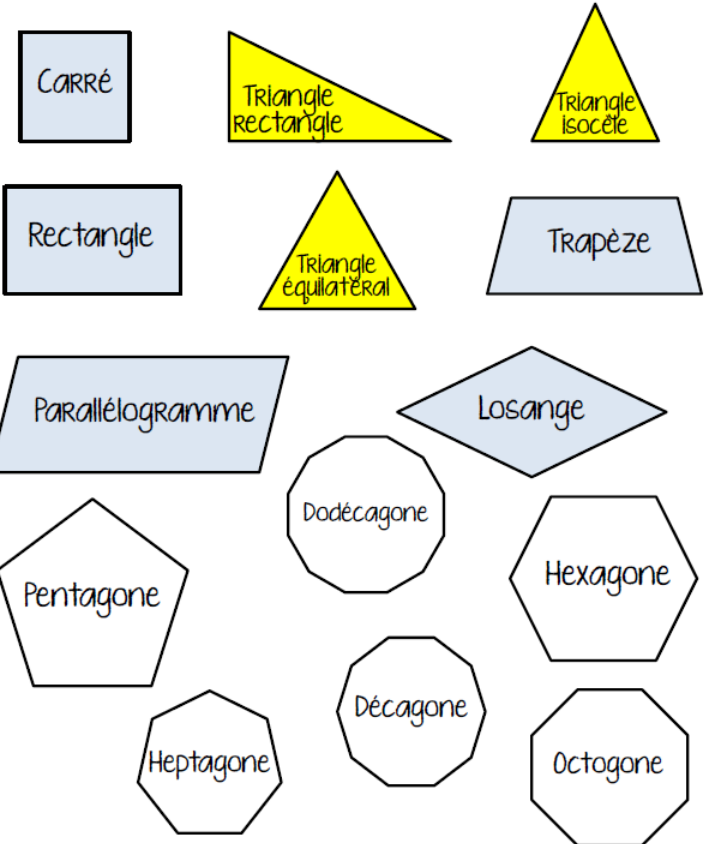 Carré
Triangle
rectangle
Triangle
isocèle
Rectangle
Triangle
équilatéral
Trapèze
Parallélogramme
Losange
Dodécagone
Pentagone
Hexagone
Décagone
Heptagone
Octogone